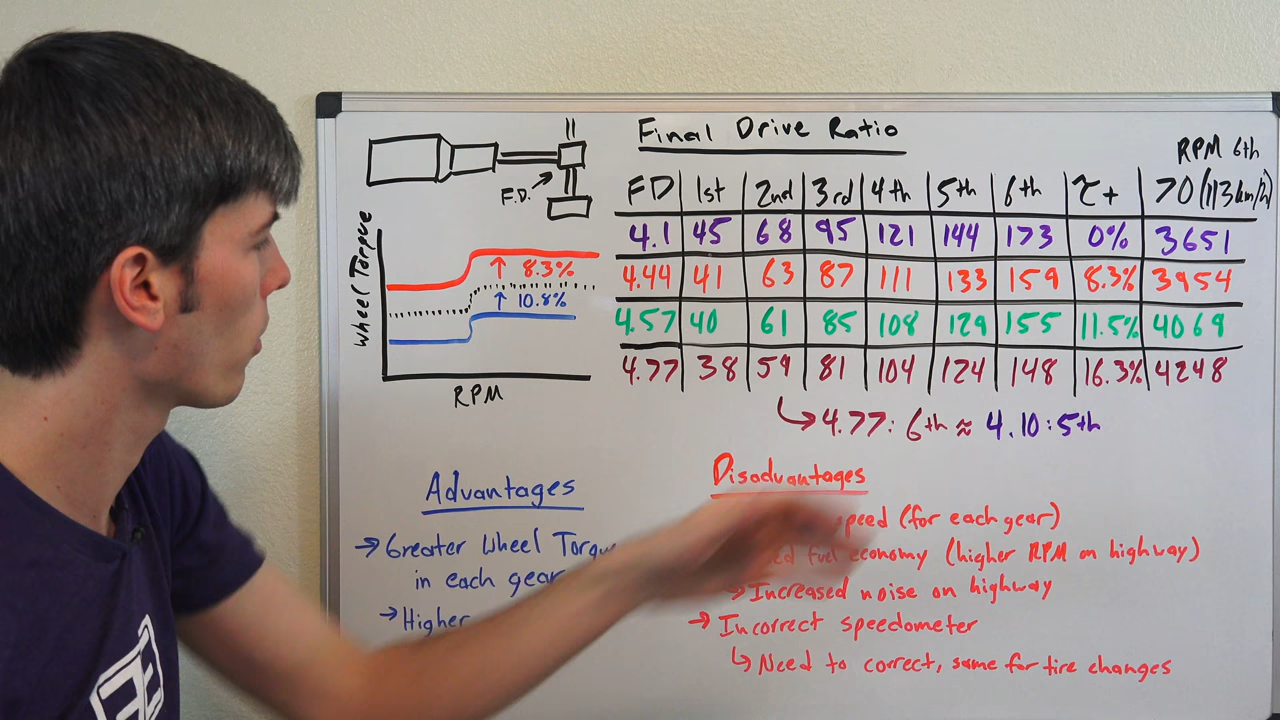 Final Drive Ratio
RPM 6th
FD 1st 2nd 3rd 4th 5th 6th τ+ 70 (113 km/h)
4.1 45 68 95 121 144 173 0% 3651
4.44 41 63 87 111 133 159 8.3% 3954
4.57 40 61 85 108 129 155 11.5% 4069
4.77 38 59 81 104 124 148 16.3% 4248
4.77: 6th ≈ 4.10: 5th
F.D.
Wheel Torque
↑ 8.3%
↑ 10.8%
RPM
Advantages
→ Greater Wheel Torque
in each gear
→ Higher
Disadvantages
speed (for each gear)
fuel economy (higher RPM on highway)
→ Increased noise on highway
→ Incorrect speedometer
↳ Need to correct, same for tire changes